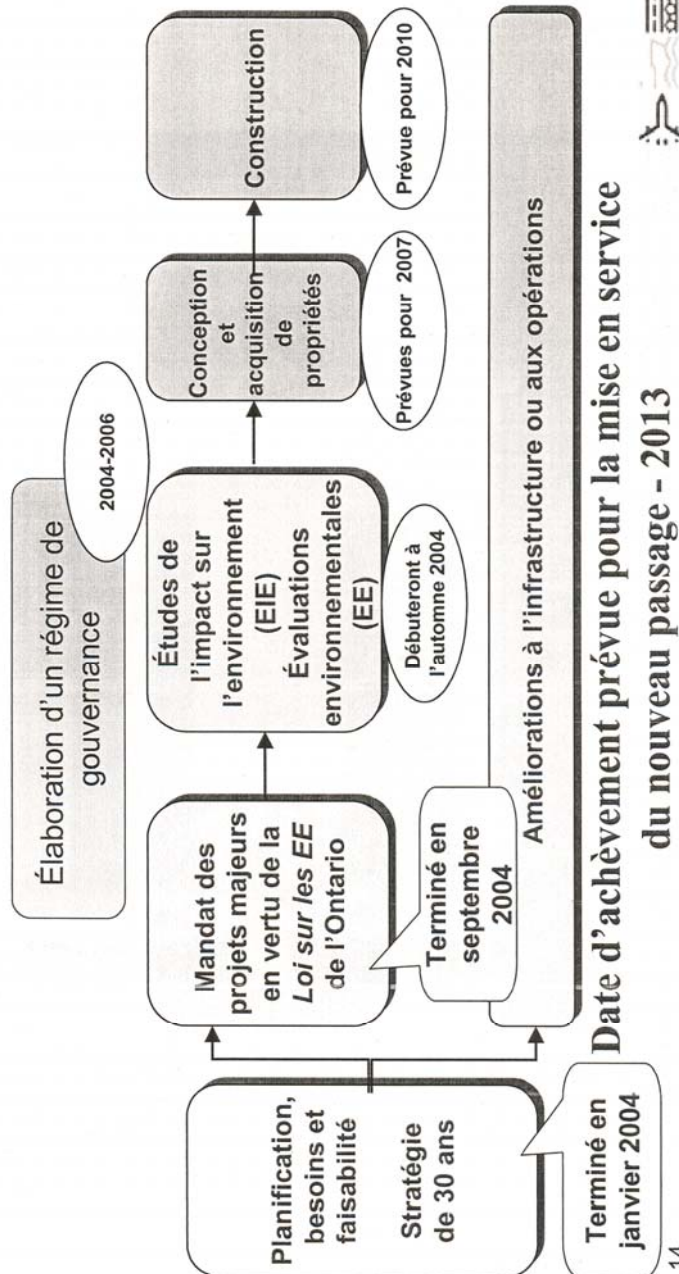 Élaboration d'un régime de
gouvernance
2004-2006
Planification,
besoins et
faisabilité
Stratégie
de 30 ans
Terminé en
janvier 2004
Mandat des
projets majeurs
en vertu de la
Loi sur les EE
de l'Ontario
Terminé en
septembre
2004
Études de
l'impact sur
l'environnement
(EIE)
Évaluations
environnementales
(EE)
Débuteront à
l'automne 2004
Conception
et
acquisition
de
propriétés
Prévues pour 2007
Construction
Prévue pour 2010
Améliorations à l'infrastructure ou aux opérations
Date d'achèvement prévue pour la mise en service
du nouveau passage - 2013
14